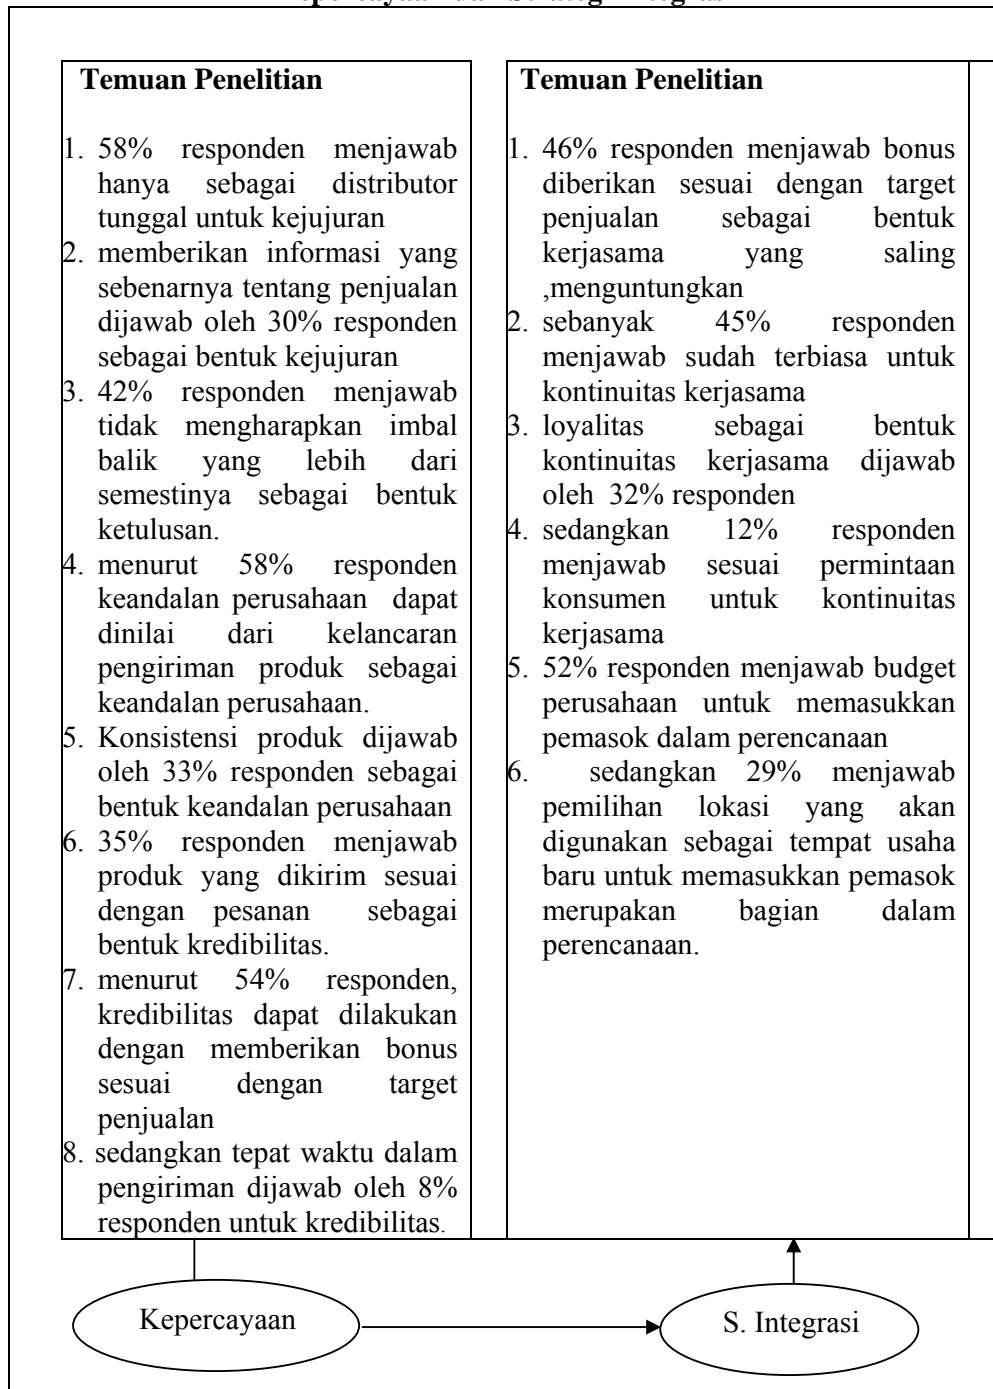 Temuan Penelitian
1. 58% responden menjawab
hanya sebagai distributor
tunggal untuk kejujuran
2. memberikan informasi yang
sebenarnya tentang penjualan
dijawab oleh 30% responden
sebagai bentuk kejujuran
3. 42% responden menjawab
tidak mengharapkan imbal
balik yang lebih dari
semestinya sebagai bentuk
ketulusan.
4. menurut 58% responden
keandalan perusahaan dapat
dinilai dari kelancaran
pengiriman produk sebagai
keandalan perusahaan.
5. Konsistensi produk dijawab
oleh 33% responden sebagai
bentuk keandalan perusahaan
6. 35% responden menjawab
produk yang dikirim sesuai
dengan pesanan sebagai
bentuk kredibilitas.
7. menurut 54% responden,
kredibilitas dapat dilakukan
dengan memberikan bonus
sesuai dengan target
penjualan
8. sedangkan tepat waktu dalam
pengiriman dijawab oleh 8%
responden untuk kredibilitas.
Temuan Penelitian
1. 46% responden menjawab bonus
diberikan sesuai dengan target
penjualan sebagai bentuk
kerjasama yang saling
,menguntungkan
2. sebanyak 45% responden
menjawab sudah terbiasa untuk
kontinuitas kerjasama
3. loyalitas sebagai bentuk
kontinuitas kerjasama dijawab
oleh 32% responden
4. sedangkan 12% responden
menjawab sesuai permintaan
konsumen untuk kontinuitas
kerjasama
5. 52% responden menjawab budget
perusahaan untuk memasukkan
pemasok dalam perencanaan
6. sedangkan 29% menjawab
pemilihan lokasi yang akan
digunakan sebagai tempat usaha
baru untuk memasukkan pemasok
merupakan bagian dalam
perencanaan.
Kepercayaan
S. Integrasi